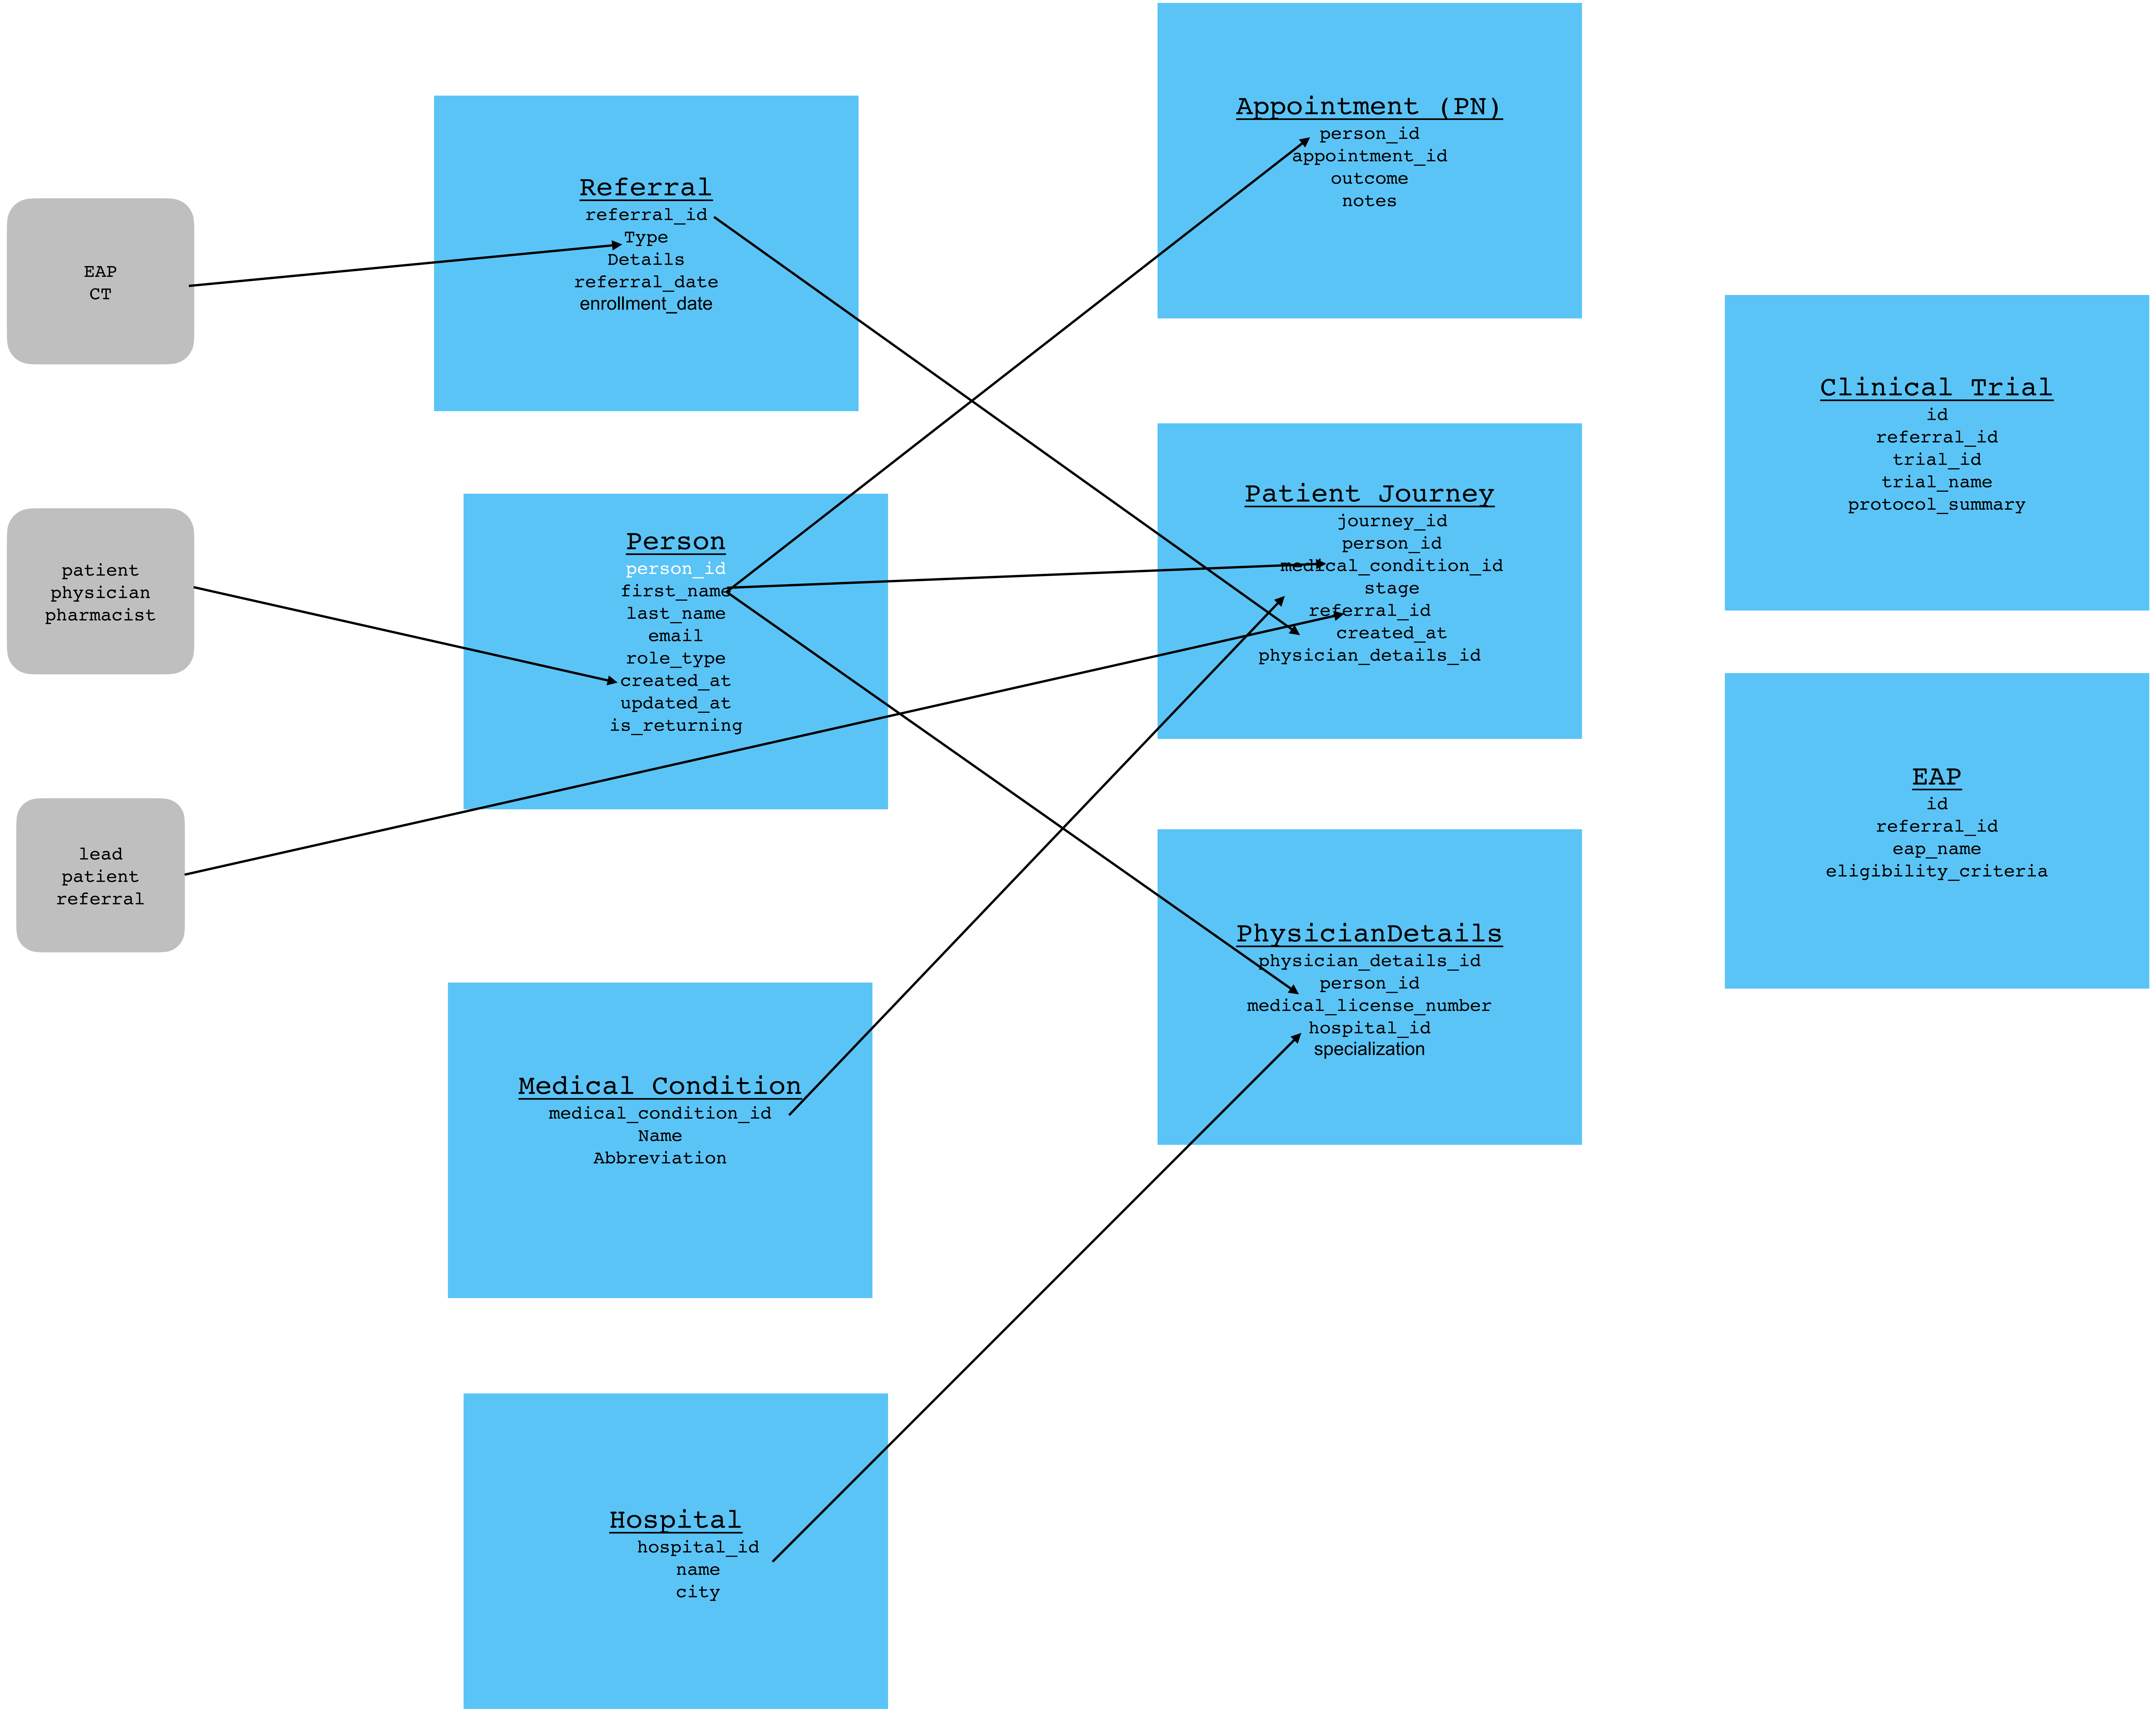 EAP
CT
patient
physician
pharmacist
lead
patient
referral
Referral
referral_id
Type
Details
referral_date
enrollment_date
Person
person_id
first_name
last_name
email
role_type
created_at
updated_at
is_returning
Medical Condition
medical_condition_id
Name
Abbreviation
Hospital
hospital_id
name
city
Appointment (PN)
person_id
appointment_id
outcome
notes
Patient Journey
journey_id
person_id
medical_condition_id
stage
referral_id
created_at
physician_details_id
PhysicianDetails
physician_details_id
person_id
medical_license_number
hospital_id
specialization
Clinical Trial
id
referral_id
trial_id
trial_name
protocol_summary
EAP
id
referral_id
eap_name
eligibility_criteria